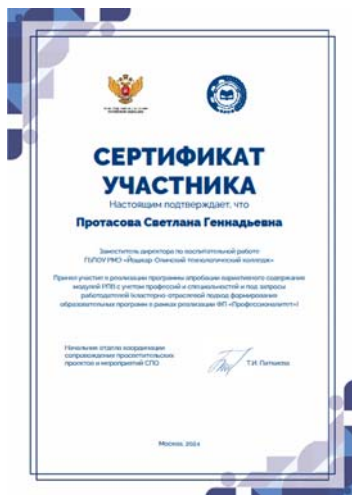 СЕРТИФИКАТ
УЧАСТНИКА
Настоящим подтверждает, что
Протасова Светлана Геннадьевна
Заместитель директора по воспитательной работе
ГБПОУ РМЭ «Йошкар-Олинский технологический колледж»
Принял участие в реализации программы апробации вариативного содержания
модулей РПВ с учетом профессий и специальностей и под запросы
работодателей (кластерно-отраслевой подход формирования
образовательных программ в рамках реализации ФП «Профессионалитет»)
Начальник отдела координации
сопровождения просветительских
проектов и мероприятий СПО
Т.И.
Москва, 2024